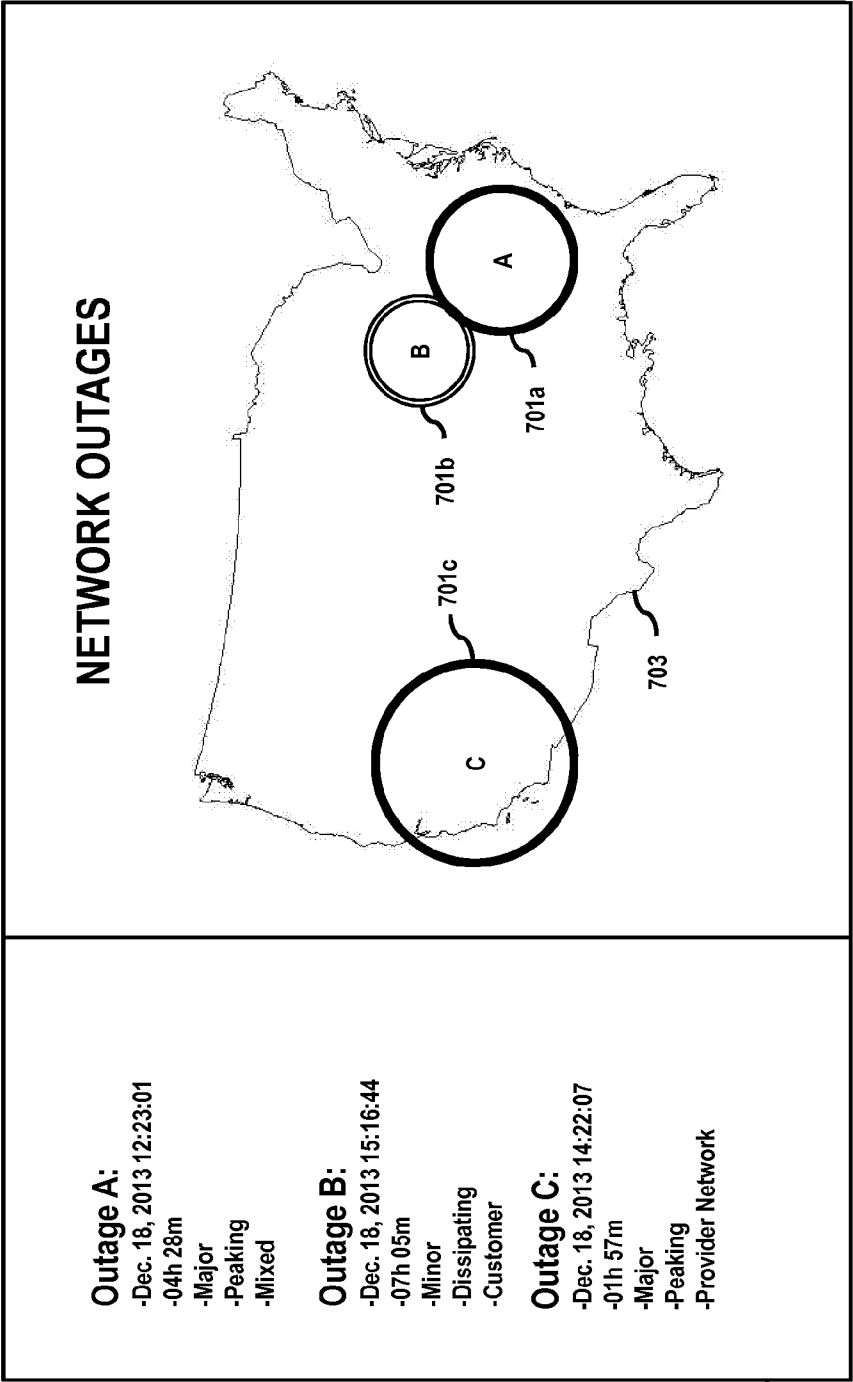 NETWORK OUTAGES
Outage A:
-Dec. 18, 2013 12:23:01
-04h 28m
-Major
-Peaking
-Mixed
Outage B:
-Dec. 18, 2013 15:16:44
-07h 05m
-Minor
-Dissipating
-Customer
Outage C:
-Dec. 18, 2013 14:22:07
-01h 57m
-Major
-Peaking
-Provider Network
B
A
C
701c
701b
701a
703